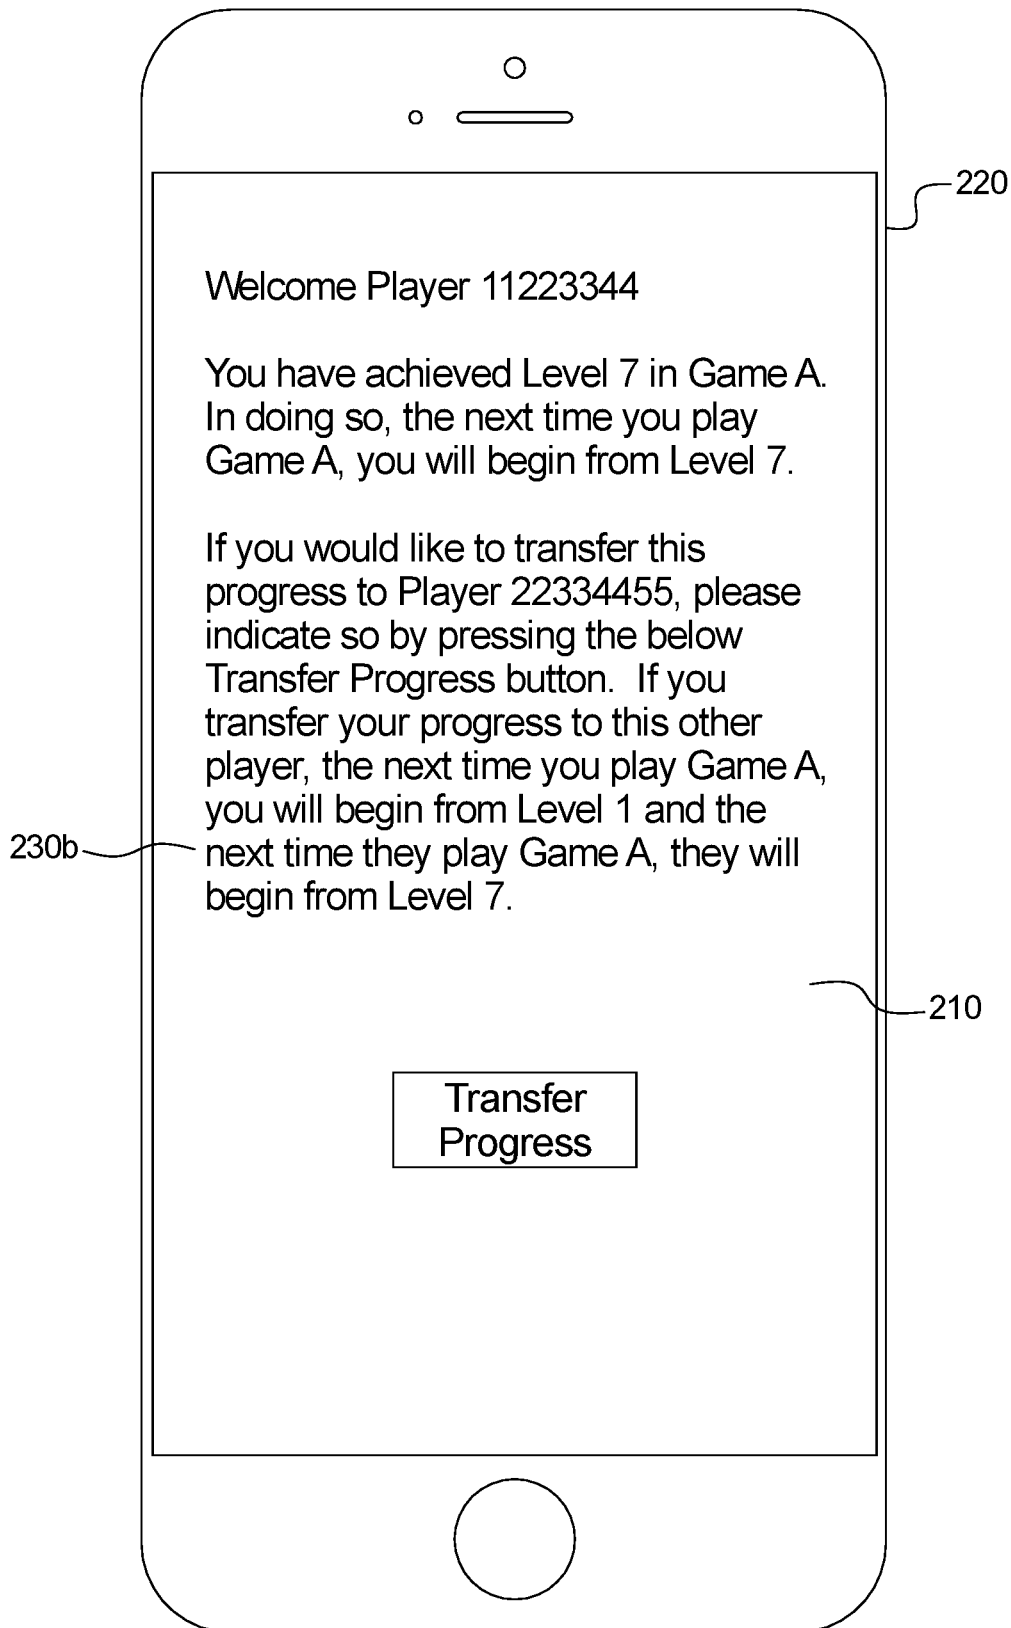 220
Welcome Player 11223344
You have achieved Level 7 in Game A.
In doing so, the next time you play
Game A, you will begin from Level 7.
If you would like to transfer this
progress to Player 22334455, please
indicate so by pressing the below
Transfer Progress button. If you
transfer your progress to this other
player, the next time you play Game A,
you will begin from Level 1 and the
230b
next time they play Game A, they will
begin from Level 7.
210
Transfer
Progress